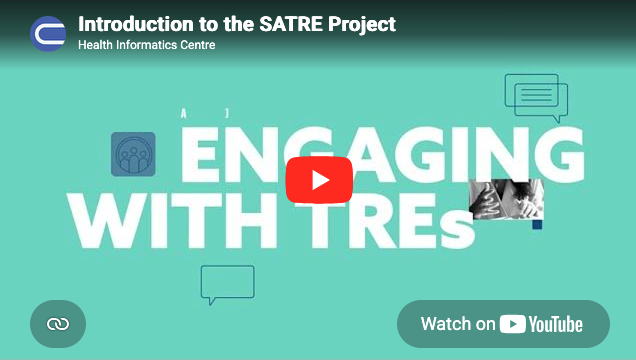 Introduction to the SATRE Project
Health Informatics Centre
A ]
ENGAGING
WITH TREs
Watch on YouTube